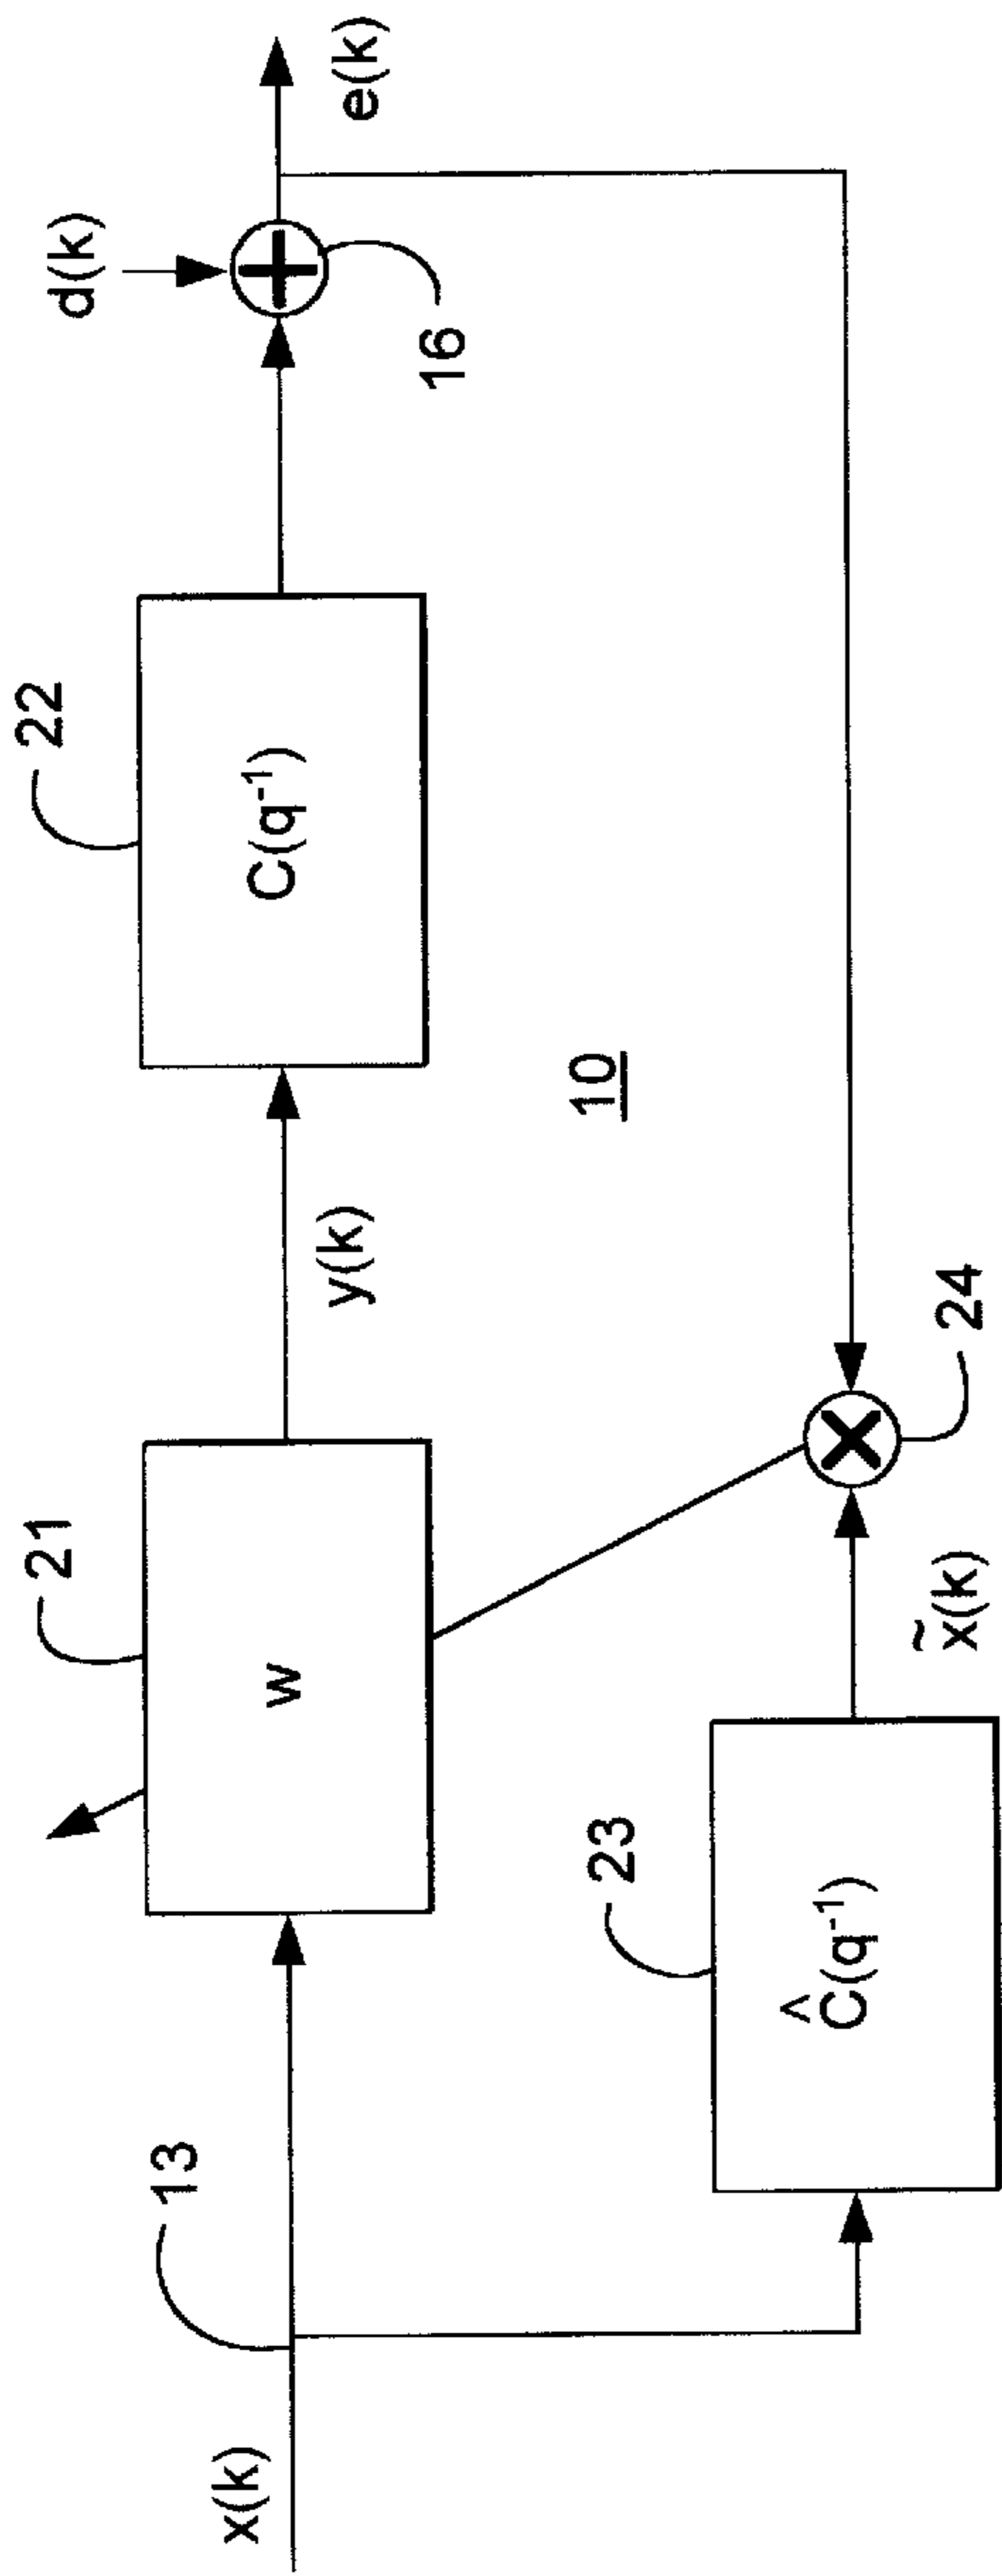 x(k)
13
21
w
y(k)
22
C(q⁻¹)
d(k)
16
e(k)
10
23
Ĉ(q⁻¹)
x̃(k)
24